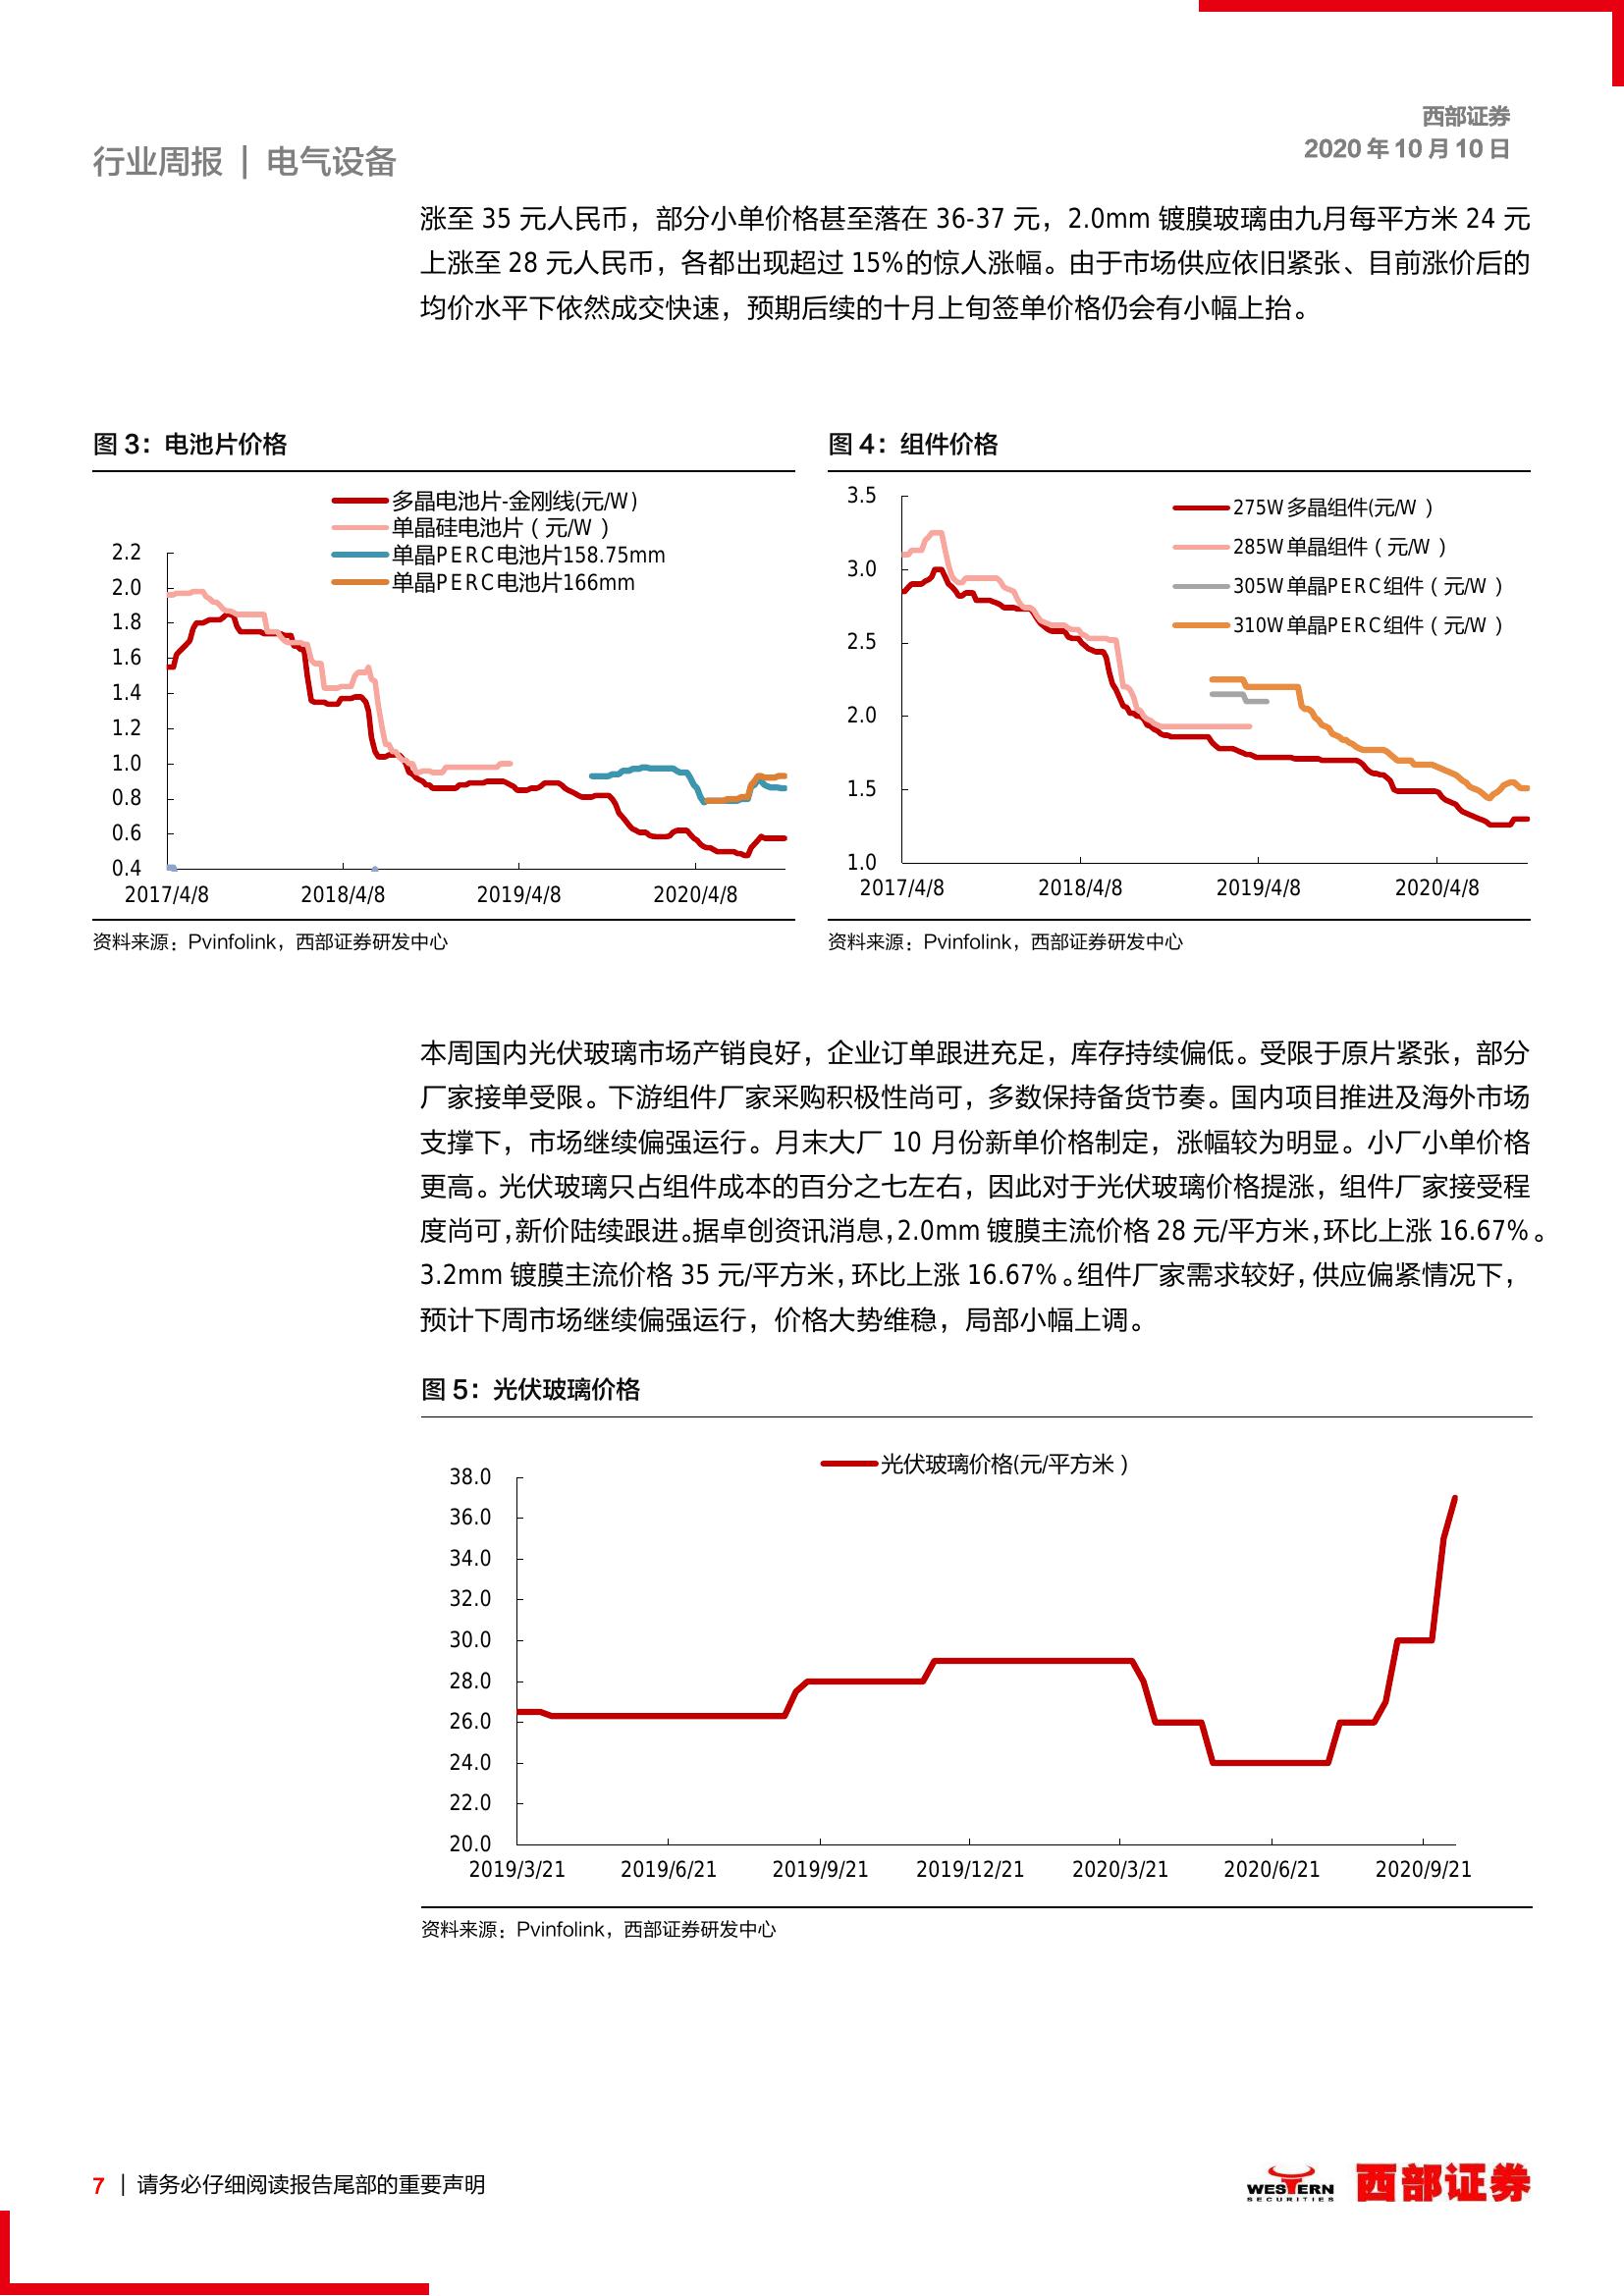 西部证券
2020 年 10 月 10 日
行业周报 | 电气设备
涨至 35 元人民币，部分小单价格甚至落在 36-37 元，2.0mm 镀膜玻璃由九月每平方米 24 元
上涨至 28 元人民币，各都出现超过 15%的惊人涨幅。由于市场供应依旧紧张、目前涨价后的
均价水平下依然成交快速，预期后续的十月上旬签单价格仍会有小幅上抬。
图 3：电池片价格
多晶电池片-金刚线(元/W)
单晶硅电池片（元/W）
单晶PERC电池片158.75mm
单晶PERC电池片166mm
2.2
2.0
1.8
1.6
1.4
1.2
1.0
0.8
0.6
0.4
2017/4/8 2018/4/8 2019/4/8 2020/4/8
资料来源：Pvinfolink，西部证券研发中心
图 4：组件价格
275W多晶组件(元/W）
285W单晶组件（元/W）
305W单晶PERC组件（元/W）
310W单晶PERC组件（元/W）
3.5
3.0
2.5
2.0
1.5
1.0
2017/4/8 2018/4/8 2019/4/8 2020/4/8
资料来源：Pvinfolink，西部证券研发中心
本周国内光伏玻璃市场产销良好，企业订单跟进充足，库存持续偏低。受限于原片紧张，部分
厂家接单受限。下游组件厂家采购积极性尚可，多数保持备货节奏。国内项目推进及海外市场
支撑下，市场继续偏强运行。月末大厂 10 月份新单价格制定，涨幅较为明显。小厂小单价格
更高。光伏玻璃只占组件成本的百分之七左右，因此对于光伏玻璃价格提涨，组件厂家接受程
度尚可，新价陆续跟进。据卓创资讯消息，2.0mm 镀膜主流价格 28 元/平方米，环比上涨 16.67%。
3.2mm 镀膜主流价格 35 元/平方米，环比上涨 16.67%。组件厂家需求较好，供应偏紧情况下，
预计下周市场继续偏强运行，价格大势维稳，局部小幅上调。
图 5：光伏玻璃价格
光伏玻璃价格(元/平方米）
38.0
36.0
34.0
32.0
30.0
28.0
26.0
24.0
22.0
20.0
2019/3/21 2019/6/21 2019/9/21 2019/12/21 2020/3/21 2020/6/21 2020/9/21
资料来源：Pvinfolink，西部证券研发中心
7 | 请务必仔细阅读报告尾部的重要声明
WESTERN
SECURITIES
西部证券